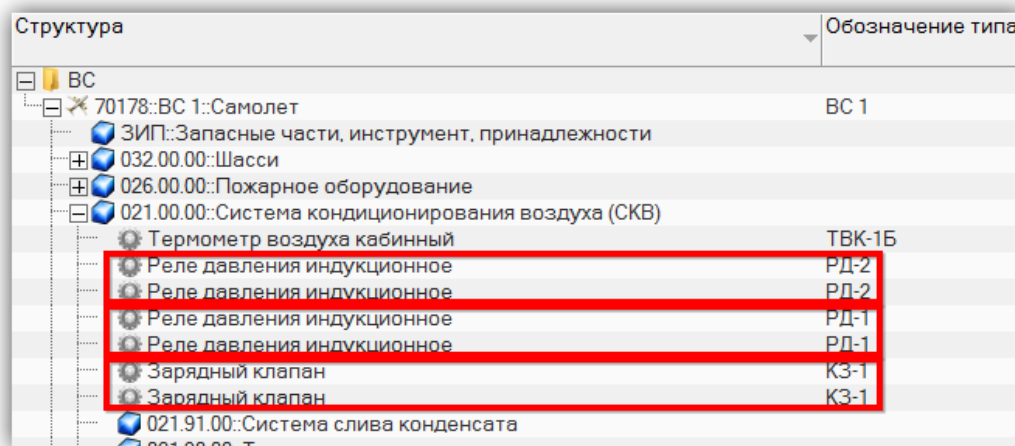 Структура Обозначение типа
ВС
70178::ВС 1::Самолет ВС 1
ЗИП::Запасные части, инструмент, принадлежности
032.00.00::Шасси
026.00.00::Пожарное оборудование
021.00.00::Система кондиционирования воздуха (СКВ)
Термометр воздуха кабинный ТВК-1Б
Реле давления индукционное РД-2
Реле давления индукционное РД-2
Реле давления индукционное РД-1
Реле давления индукционное РД-1
Зарядный клапан КЗ-1
Зарядный клапан КЗ-1
021.91.00::Система слива конденсата